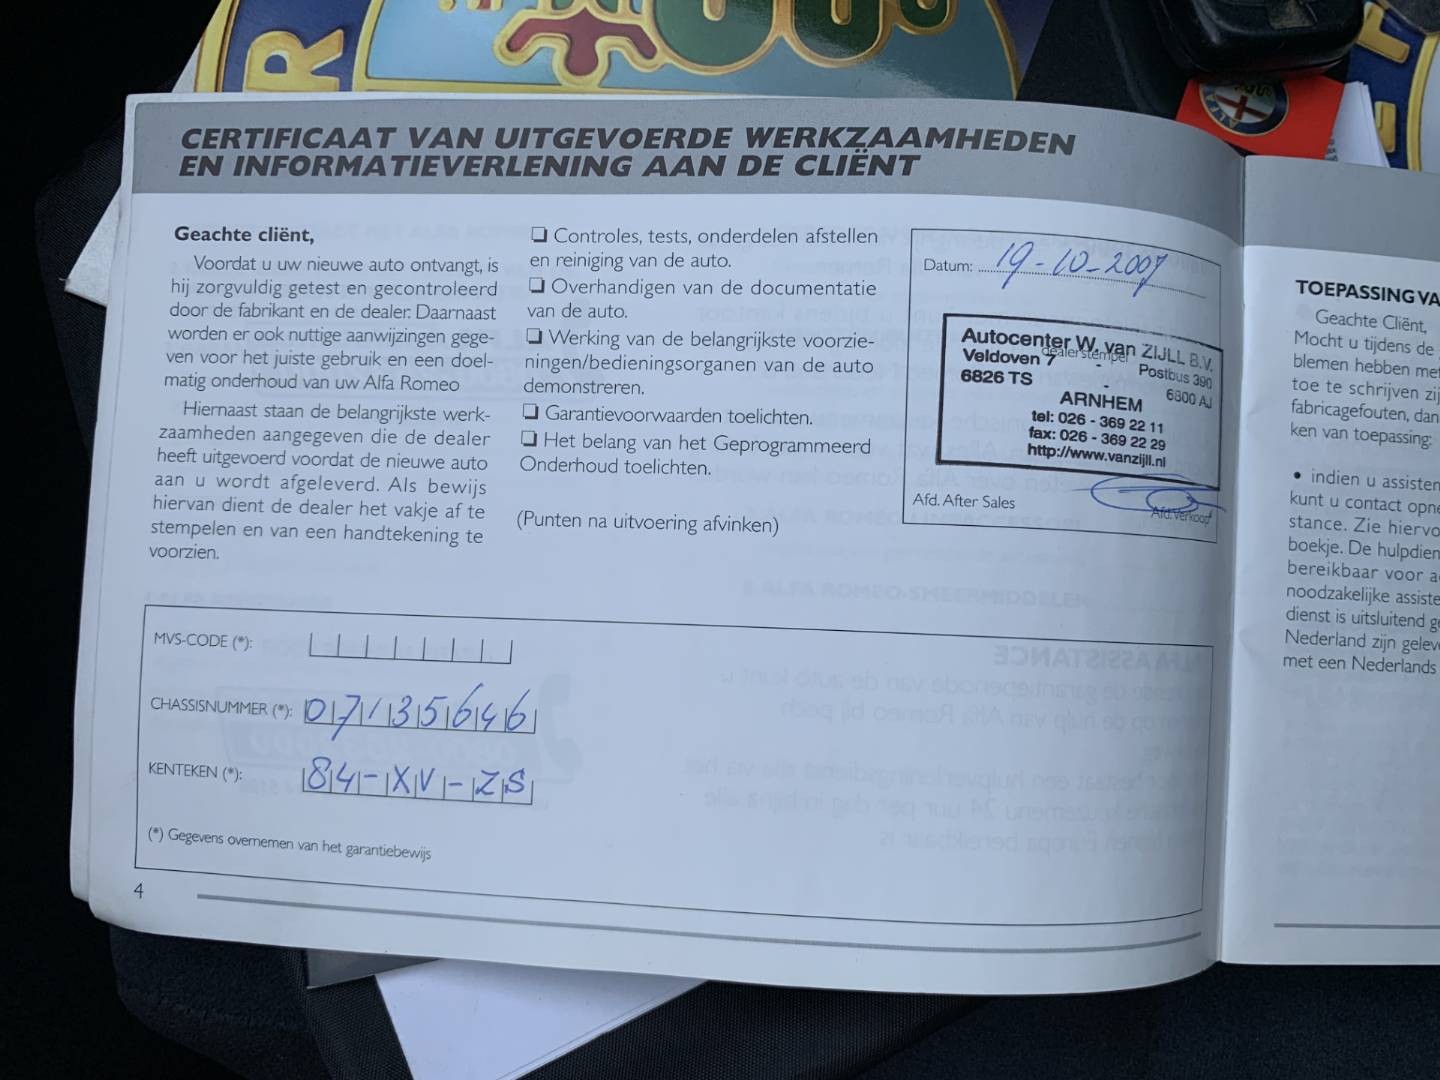 CERTIFICAAT VAN UITGEVOERDE WERKZAAMHEDEN
EN INFORMATIEVERLENING AAN DE CLIËNT
Geachte cliënt,
Voordat u uw nieuwe auto ontvangt, is
hij zorgvuldig getest en gecontroleerd
door de fabrikant en de dealer. Daarnaast
worden er ook nuttige aanwijzingen gege-
ven voor het juiste gebruik en een doel-
matig onderhoud van uw Alfa Romeo
Hiernaast staan de belangrijkste werk-
zaamheden aangegeven die de dealer
heeft uitgevoerd voordat de nieuwe auto
aan u wordt afgeleverd. Als bewijs
hiervan dient de dealer het vakje af te
stempelen en van een handtekening te
voorzien.
❏ Controles, tests, onderdelen afstellen
en reiniging van de auto.
❏ Overhandigen van de documentatie
van de auto.
❏ Werking van de belangrijkste voorzie-
ningen/bedieningsorganen van de auto
demonstreren.
❏ Garantievoorwaarden toelichten.
❏ Het belang van het Geprogrammeerd
Onderhoud toelichten.
(Punten na uitvoering afvinken)
Datum: 19-10-2007
Autocenter W. van ZIJLL B.V.
dealerstempel
Veldoven 7 - Postbus 390
6826 TS 6800 AJ
ARNHEM
tel: 026 - 369 22 11
fax: 026 - 369 22 29
http://www.vanzijll.nl
Afd. After Sales Afd. Verkoop
MVS-CODE (*):
CHASSISNUMMER (*): 07135646
KENTEKEN (*): 84-XV-ZS
(*) Gegevens overnemen van het garantiebewijs
4
TOEPASSING VA
Geachte Cliënt,
Mocht u tijdens de
blemen hebben met
toe te schrijven zij
fabricagefouten, dan
ken van toepassing:
• indien u assisten
kunt u contact opne
stance. Zie hiervo
boekje. De hulpdien
bereikbaar voor a
noodzakelijke assiste
dienst is uitsluitend ge
Nederland zijn geleve
met een Nederlands